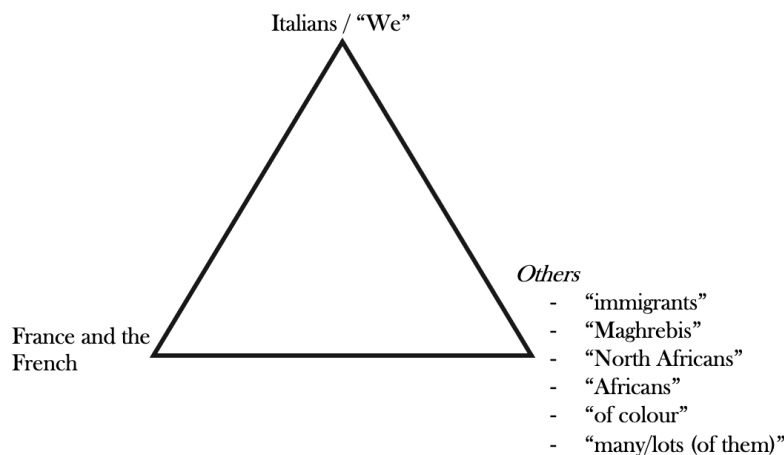 Italians / “We”
Others
- “immigrants”
France and the
- “Maghrebis”
French
- “North Africans”
- “Africans”
- “of colour”
- “many/lots (of them)”